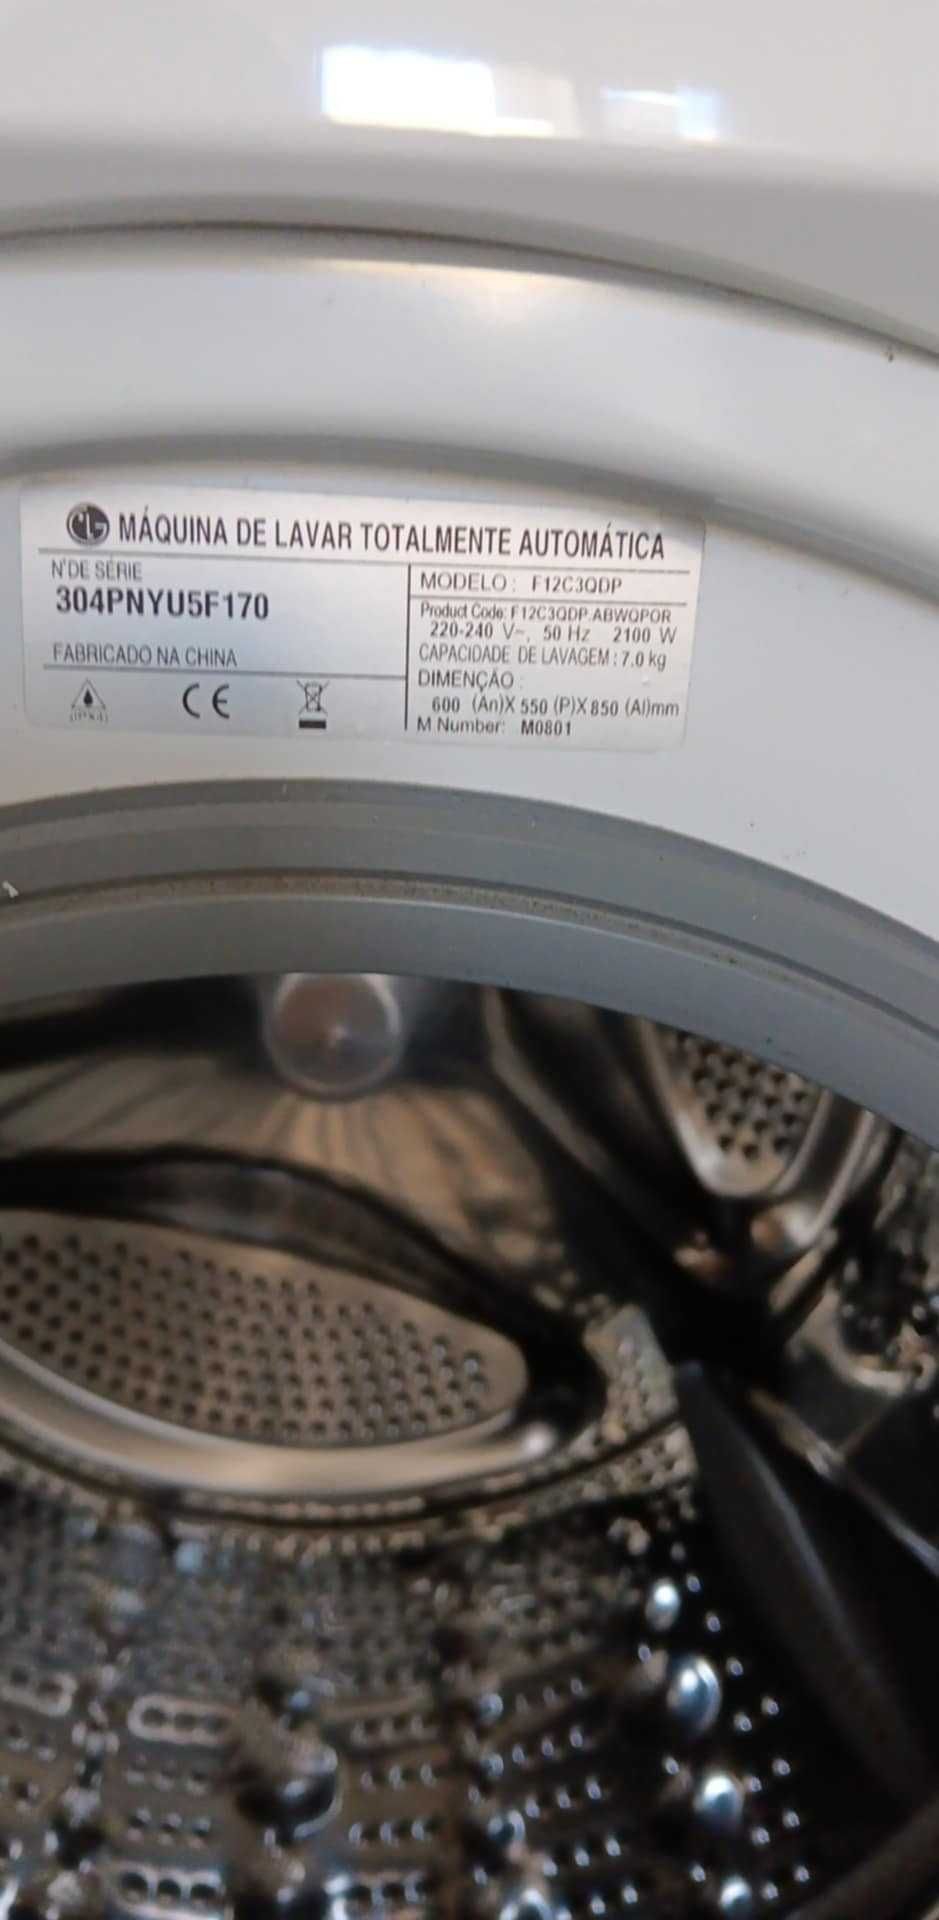 LG MÁQUINA DE LAVAR TOTALMENTE AUTOMÁTICA
N°DE SÉRIE
304PNYU5F170
FABRICADO NA CHINA
(IPX4)
CE
MODELO : F12C3QDP
Product Code: F12C3QDP.ABWQPOR
220-240 V~, 50 Hz 2100 W
CAPACIDADE DE LAVAGEM : 7.0 kg
DIMENÇÃO :
600 (An)X 550 (P)X 850 (Al)mm
M Number: M0801